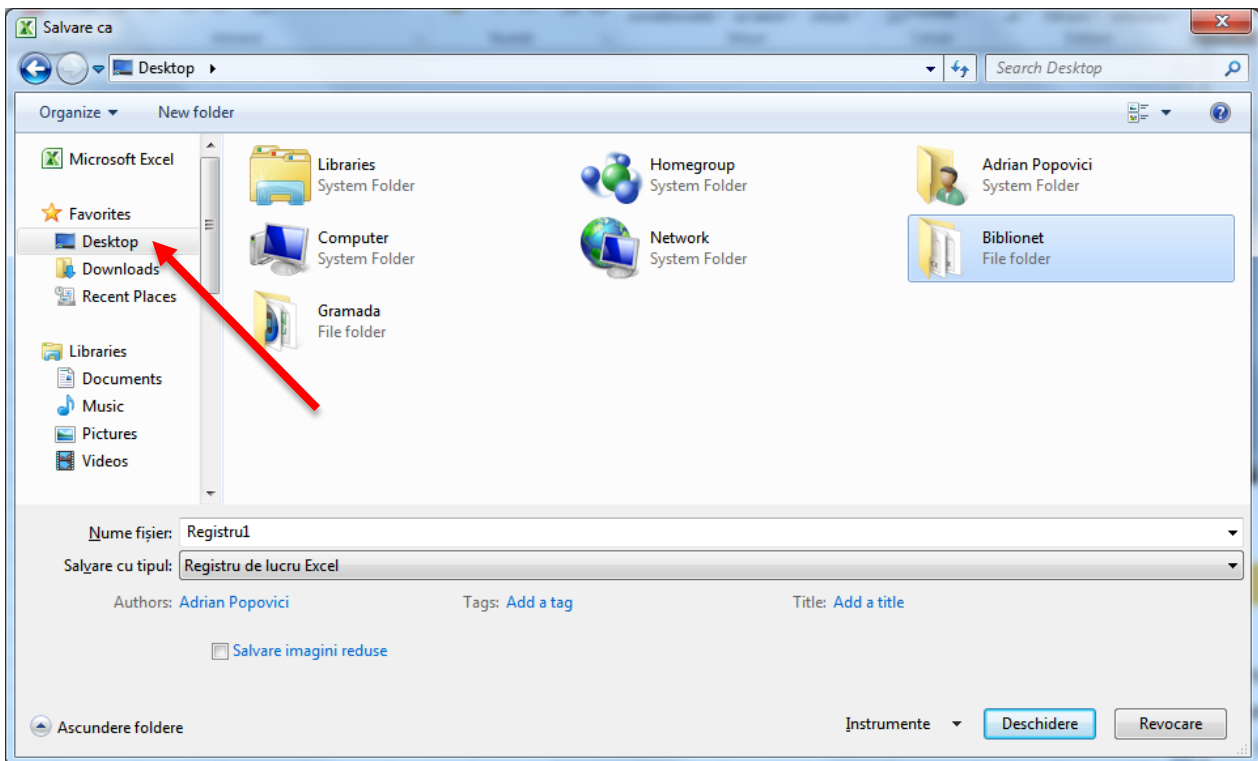 Salvare ca
Desktop
Search Desktop
Organize
New folder
Microsoft Excel
Favorites
Desktop
Downloads
Recent Places
Libraries
Documents
Music
Pictures
Videos
Libraries
System Folder
Homegroup
System Folder
Adrian Popovici
System Folder
Computer
System Folder
Network
System Folder
Biblionet
File folder
Gramada
File folder
Nume fișier: Registru1
Salvare cu tipul: Registru de lucru Excel
Authors: Adrian Popovici Tags: Add a tag Title: Add a title
Salvare imagini reduse
Ascundere foldere
Instrumente
Deschidere
Revocare